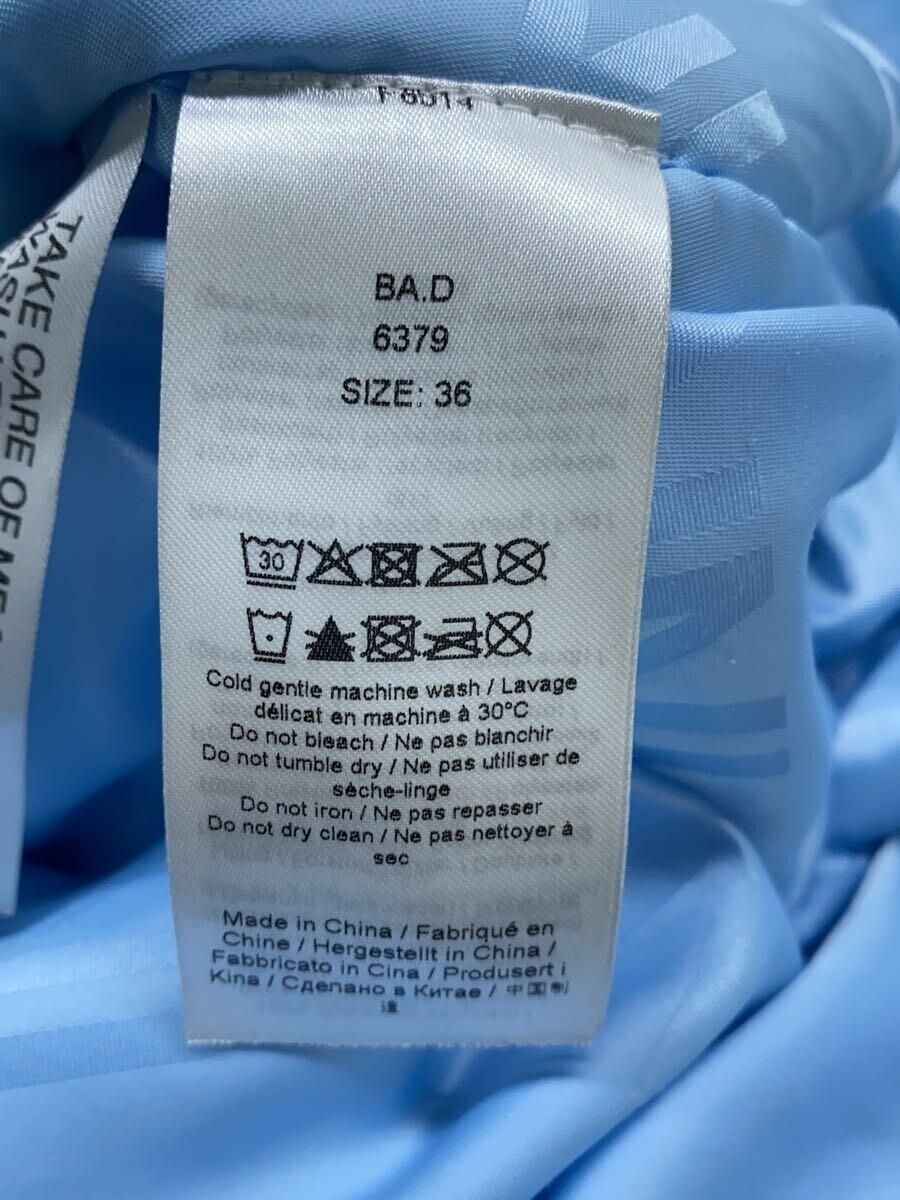 TAKE CARE OF ME
BA.D
6379
SIZE: 36
30
Cold gentle machine wash / Lavage
délicat en machine à 30°C
Do not bleach / Ne pas blanchir
Do not tumble dry / Ne pas utiliser de
sèche-linge
Do not iron / Ne pas repasser
Do not dry clean / Ne pas nettoyer à
sec
Made in China / Fabriqué en
Chine / Hergestellt in China /
Fabbricato in Cina / Produsert i
Kina / Сделано в Китае / 中国制
造